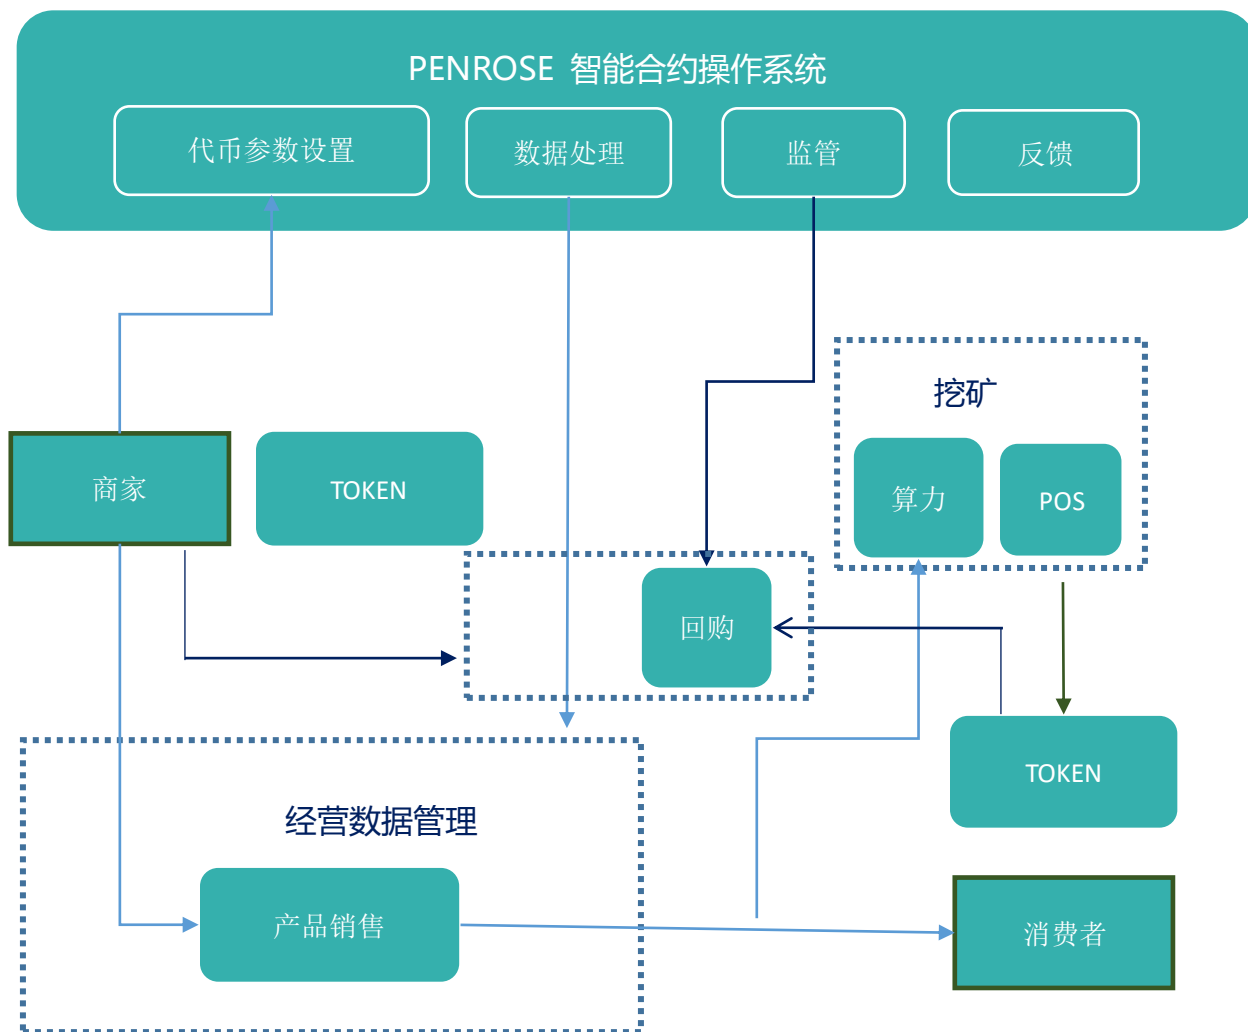 PENROSE 智能合约操作系统
代币参数设置
数据处理
监管
反馈
挖矿
商家
TOKEN
算力
POS
回购
TOKEN
经营数据管理
产品销售
消费者